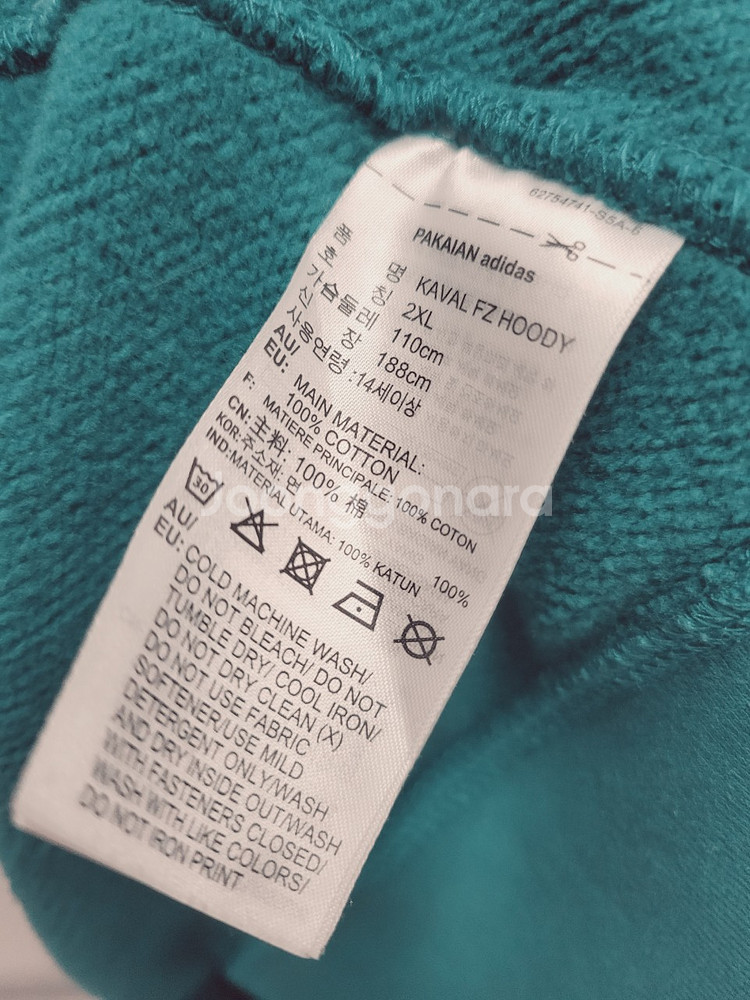 62754741-SSA-6
PAKAIAN adidas
품 명 KAVAL FZ HOODY
호 칭 2XL
가슴둘레 110cm
신 장 188cm
사용연령 :14세이상
AU/
EU: MAIN MATERIAL:
100% COTTON
F: MATIERE PRINCIPALE: 100% COTON
CN: 主料: 100% 棉
KOR:주소재: 면 100%
IND:MATERIAL UTAMA: 100% KATUN
30
AU/
EU: COLD MACHINE WASH/
DO NOT BLEACH/ DO NOT
TUMBLE DRY/ COOL IRON/
DO NOT DRY CLEAN (X)
DO NOT USE FABRIC
SOFTENER/USE MILD
DETERGENT ONLY/WASH
AND DRY INSIDE OUT/WASH
WITH FASTENERS CLOSED/
WASH WITH LIKE COLORS/
DO NOT IRON PRINT
Joonggonara